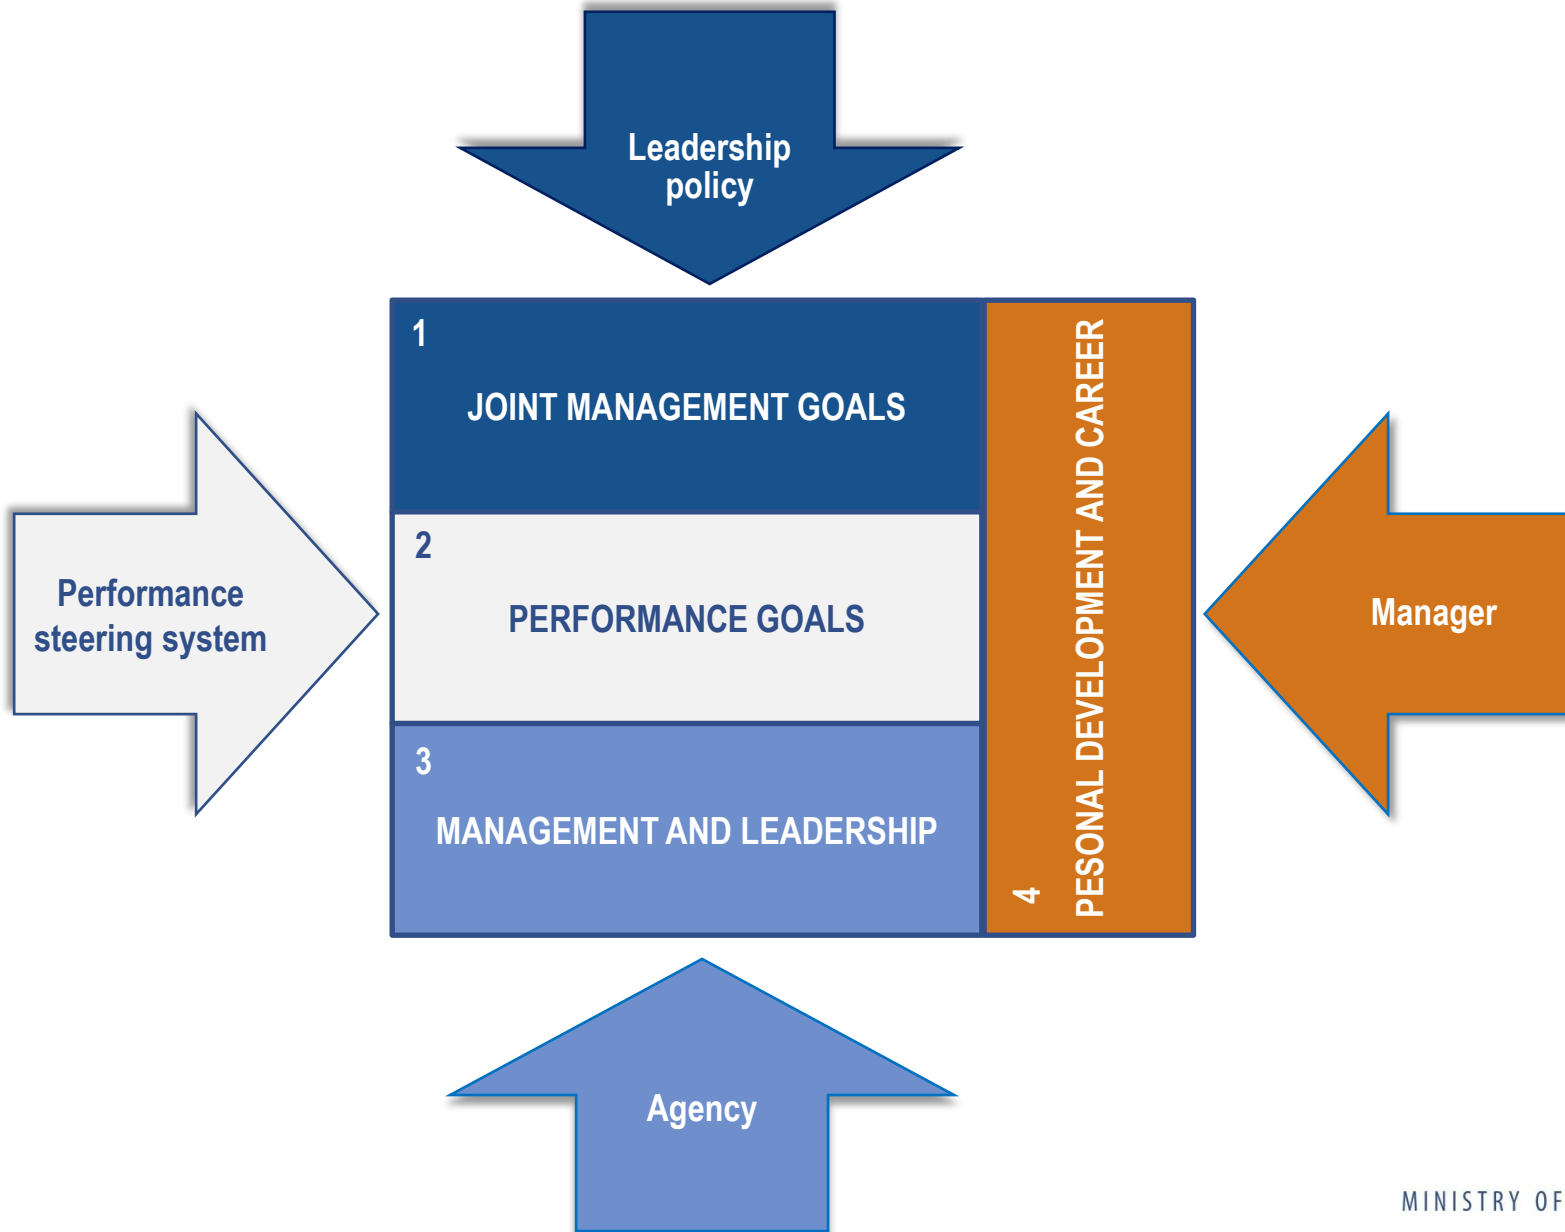 Leadership
policy
1
JOINT MANAGEMENT GOALS
2
PERFORMANCE GOALS
3
MANAGEMENT AND LEADERSHIP
4
PESONAL DEVELOPMENT AND CAREER
Performance
steering system
Manager
Agency
MINISTRY OF